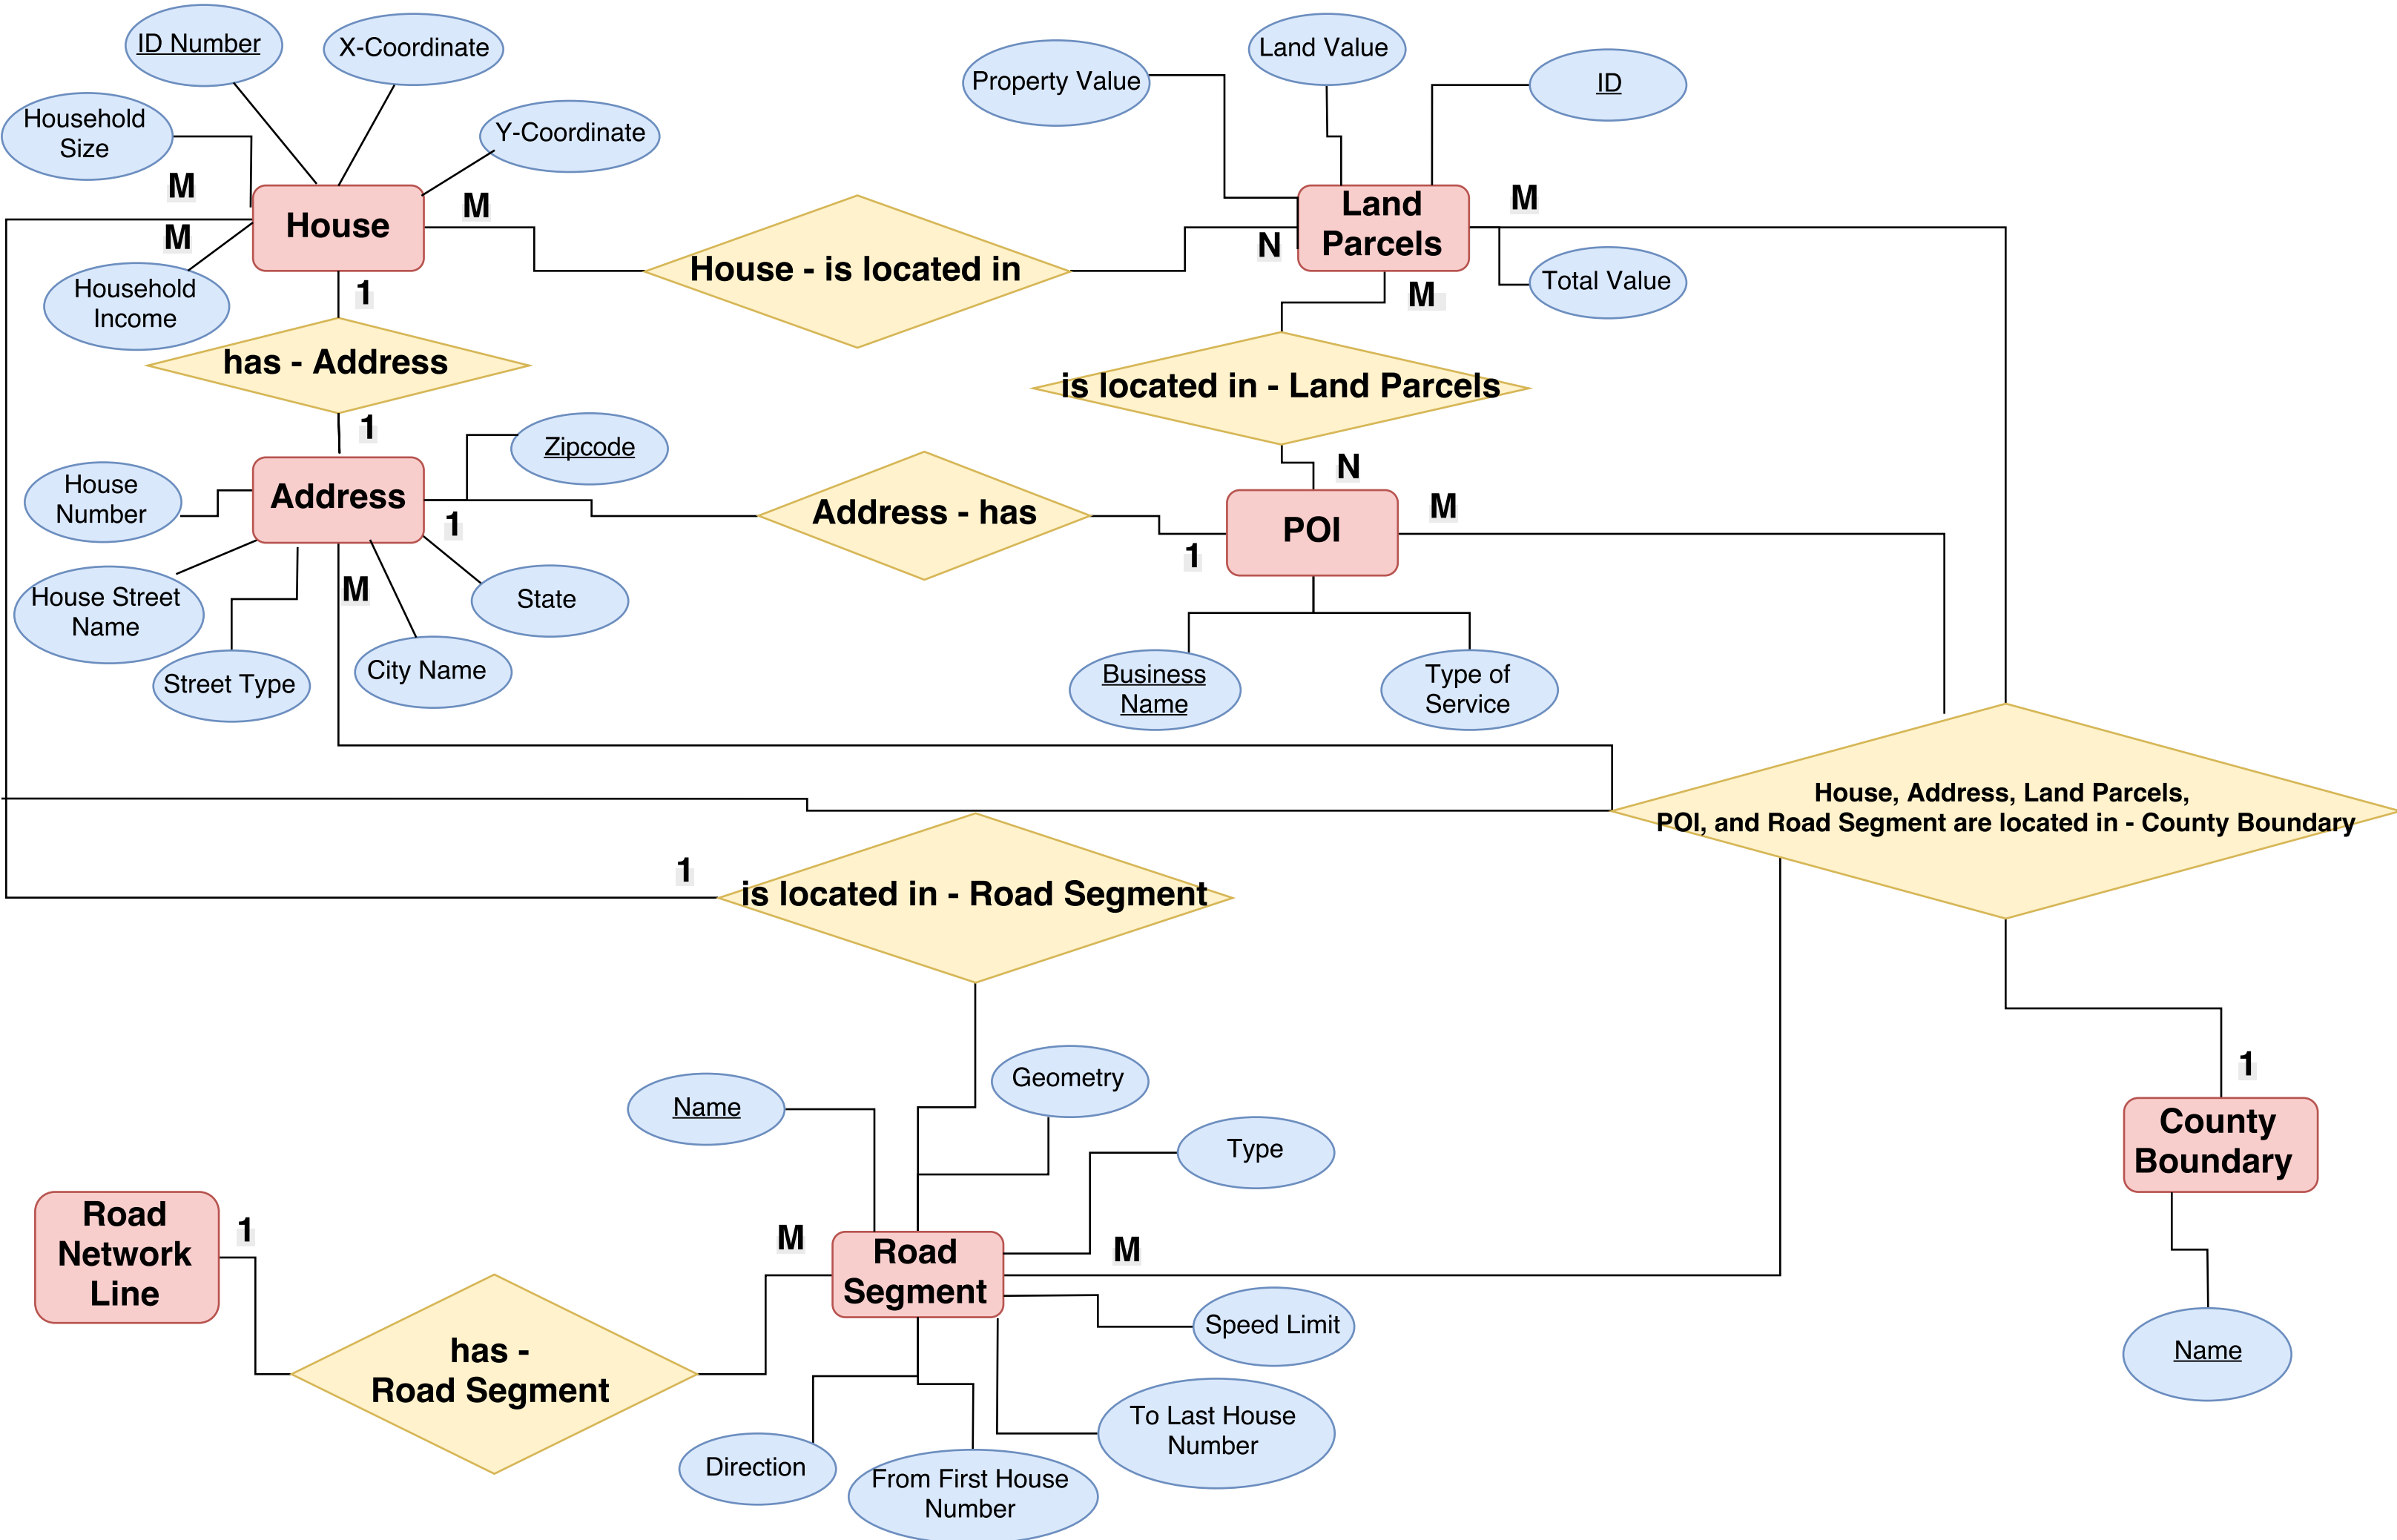 ID Number
X-Coordinate
Land Value
Property Value
ID
Household
Size
Y-Coordinate
M
M
M
House
Land
Parcels
M
N
Household
Income
1
House - is located in
M
Total Value
has - Address
is located in - Land Parcels
1
Zipcode
N
House
Number
Address
1
Address - has
1
POI
M
House Street
Name
M
State
Street Type
City Name
Business
Name
Type of
Service
House, Address, Land Parcels,
POI, and Road Segment are located in - County Boundary
1
is located in - Road Segment
Geometry
1
Name
Type
County
Boundary
Road
Network
Line
1
M
Road
Segment
M
Speed Limit
Name
has -
Road Segment
To Last House
Number
Direction
From First House
Number